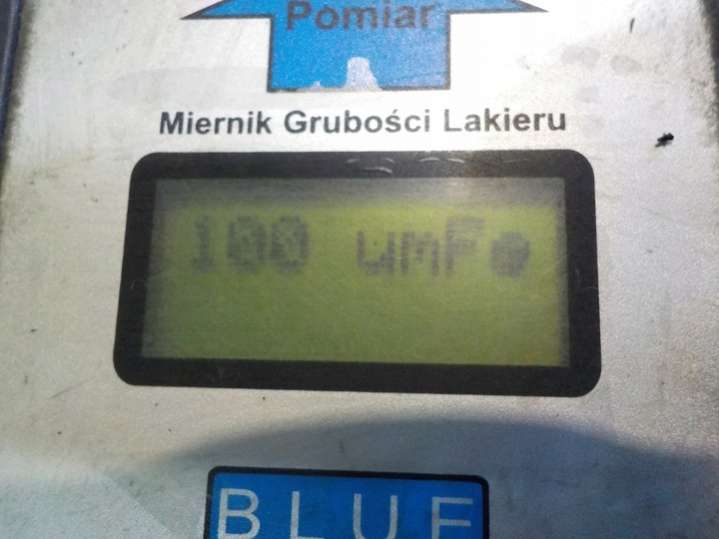 Pomiar
Miernik Grubości Lakieru
100 umFe
BLUE